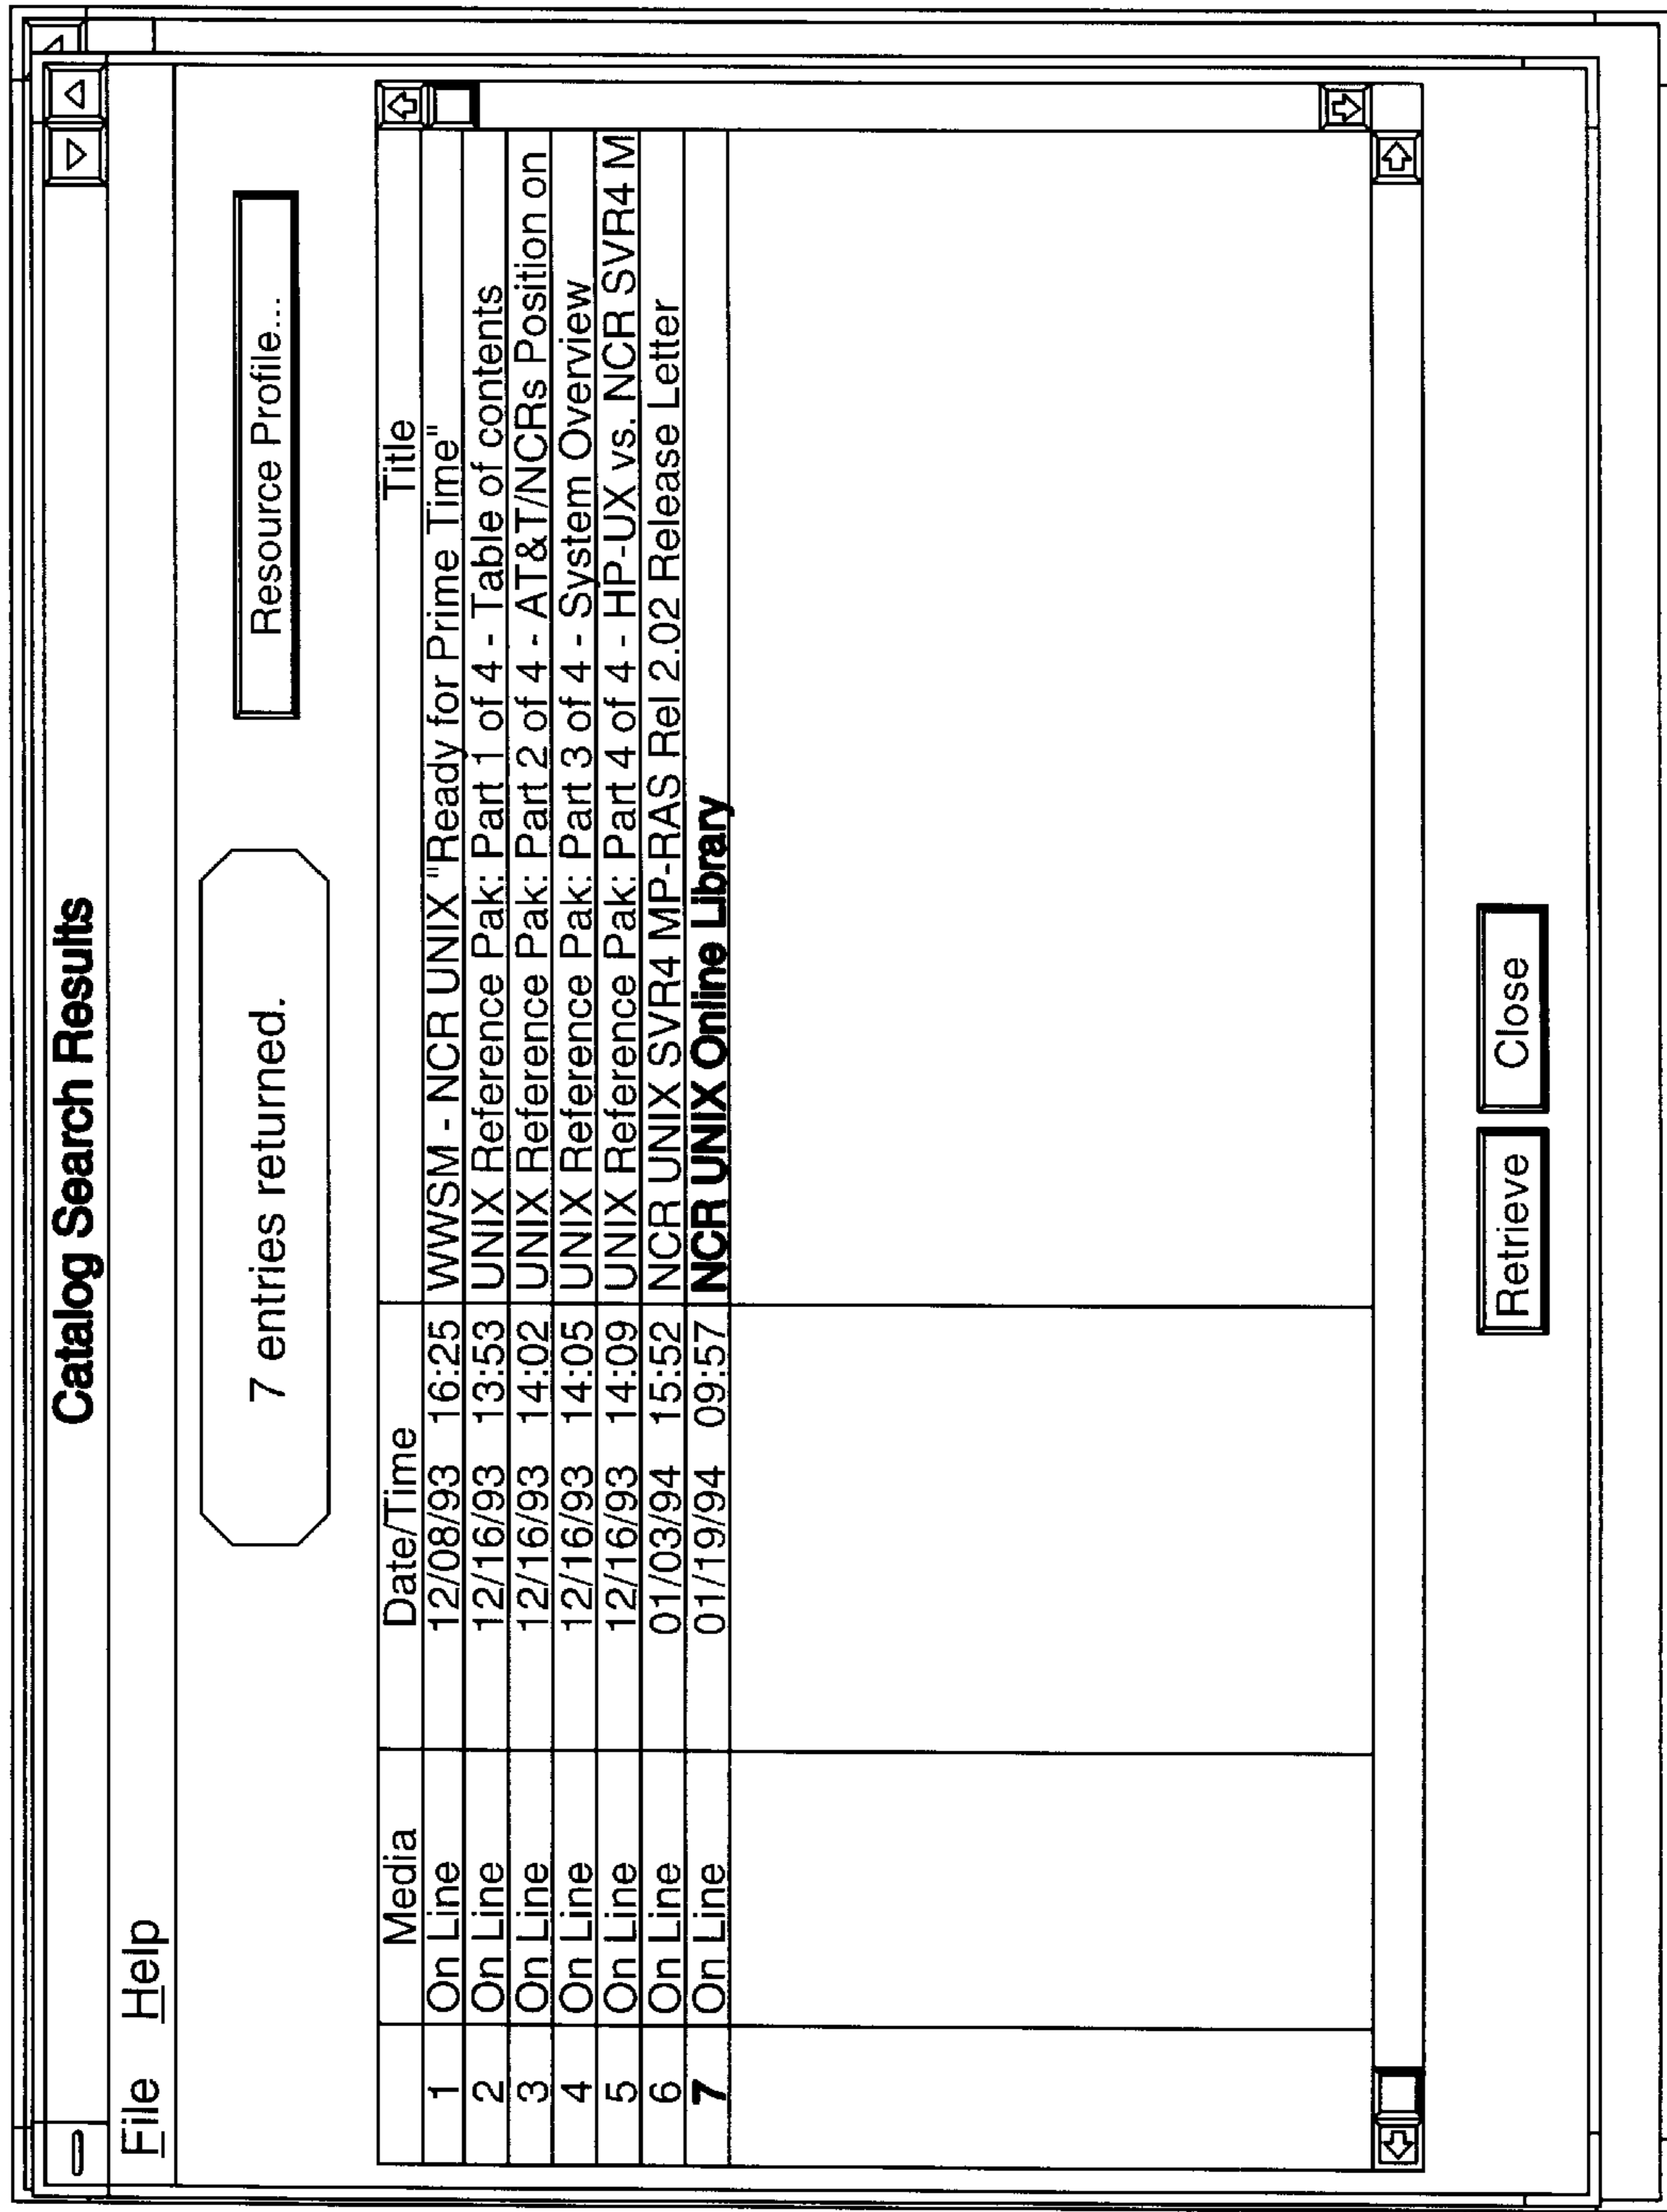 Catalog Search Results
File Help
7 entries returned.
Resource Profile...
Media Date/Time Title
1 On Line 12/08/93 16:25 WWSM - NCR UNIX "Ready for Prime Time"
2 On Line 12/16/93 13:53 UNIX Reference Pak: Part 1 of 4 - Table of contents
3 On Line 12/16/93 14:02 UNIX Reference Pak: Part 2 of 4 - AT&T/NCRs Position on
4 On Line 12/16/93 14:05 UNIX Reference Pak: Part 3 of 4 - System Overview
5 On Line 12/16/93 14:09 UNIX Reference Pak: Part 4 of 4 - HP-UX vs. NCR SVR4 M
6 On Line 01/03/94 15:52 NCR UNIX SVR4 MP-RAS Rel 2.02 Release Letter
7 On Line 01/19/94 09:57 NCR UNIX Online Library
Retrieve Close